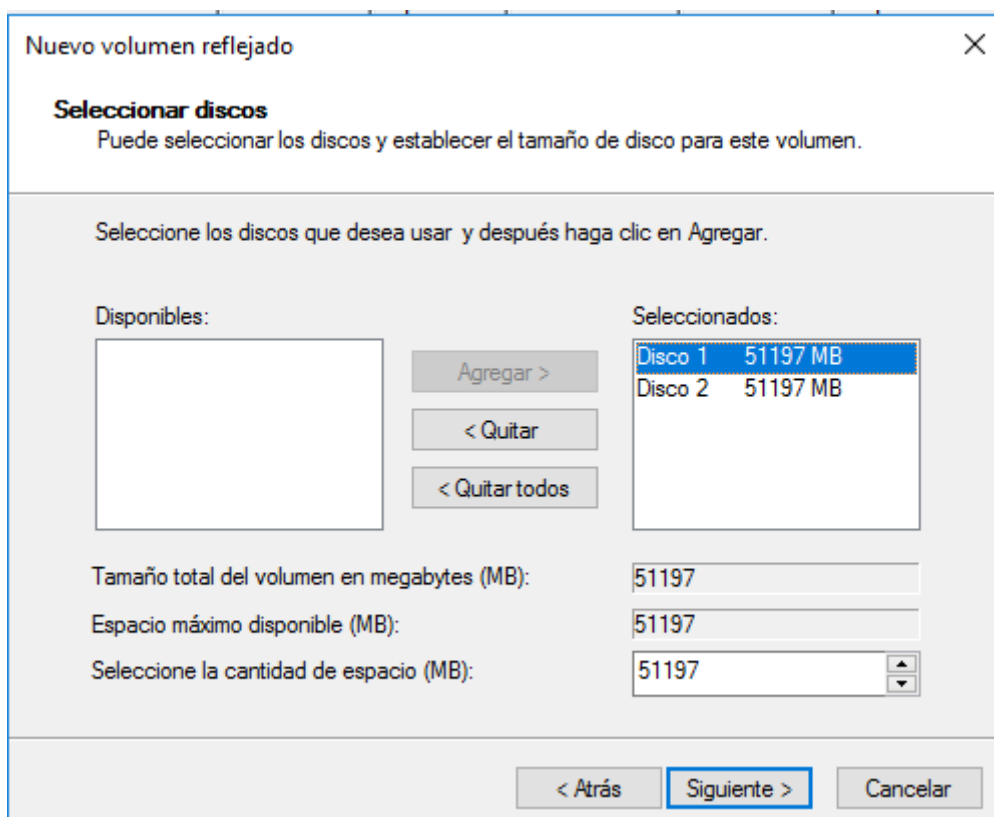 Nuevo volumen reflejado
Seleccionar discos
Puede seleccionar los discos y establecer el tamaño de disco para este volumen.
Seleccione los discos que desea usar y después haga clic en Agregar.
Disponibles:
Seleccionados:
Agregar >
< Quitar
< Quitar todos
Disco 1 51197 MB
Disco 2 51197 MB
Tamaño total del volumen en megabytes (MB): 51197
Espacio máximo disponible (MB): 51197
Seleccione la cantidad de espacio (MB): 51197
< Atrás Siguiente > Cancelar